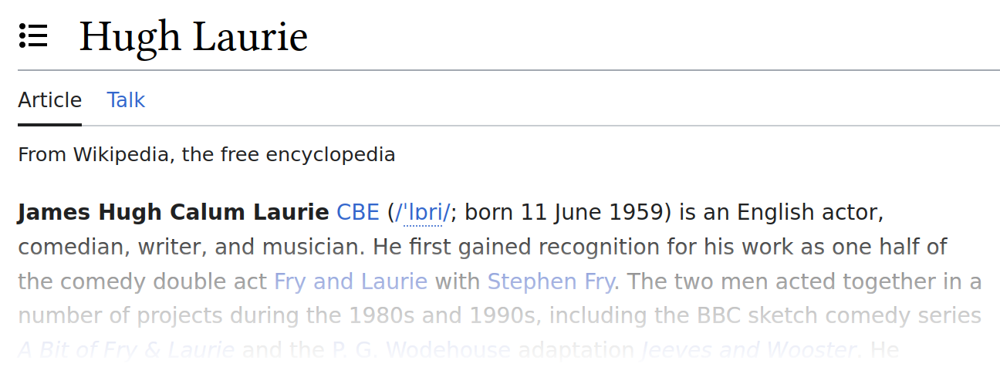 Hugh Laurie
Article Talk
From Wikipedia, the free encyclopedia
James Hugh Calum Laurie CBE (/ˈlɒri/; born 11 June 1959) is an English actor,
comedian, writer, and musician. He first gained recognition for his work as one half of
the comedy double act Fry and Laurie with Stephen Fry. The two men acted together in a
number of projects during the 1980s and 1990s, including the BBC sketch comedy series
A Bit of Fry & Laurie and the P. G. Wodehouse adaptation Jeeves and Wooster. He